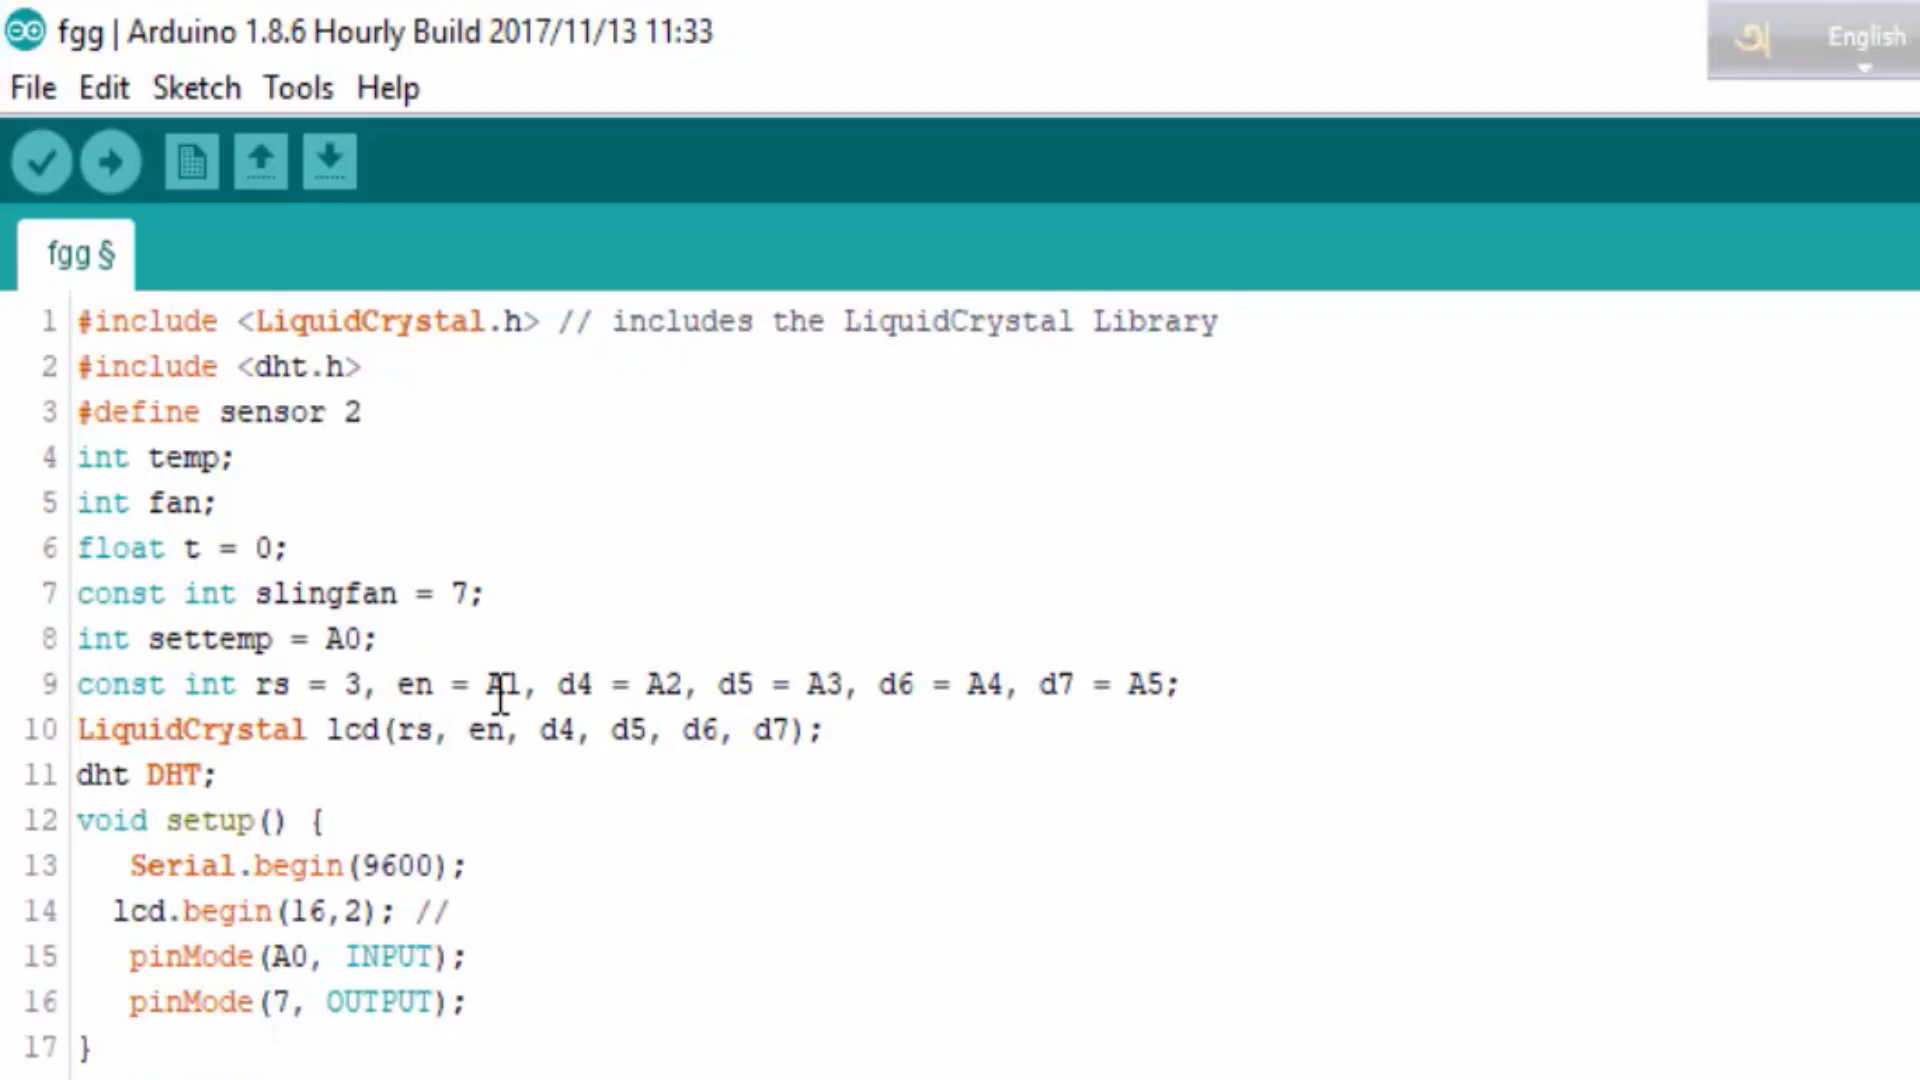 fgg | Arduino 1.8.6 Hourly Build 2017/11/13 11:33
অ English
File Edit Sketch Tools Help
fgg §
1 #include <LiquidCrystal.h> // includes the LiquidCrystal Library
2 #include <dht.h>
3 #define sensor 2
4 int temp;
5 int fan;
6 float t = 0;
7 const int slingfan = 7;
8 int settemp = A0;
9 const int rs = 3, en = A1, d4 = A2, d5 = A3, d6 = A4, d7 = A5;
10 LiquidCrystal lcd(rs, en, d4, d5, d6, d7);
11 dht DHT;
12 void setup() {
13 Serial.begin(9600);
14 lcd.begin(16,2); //
15 pinMode(A0, INPUT);
16 pinMode(7, OUTPUT);
17 }